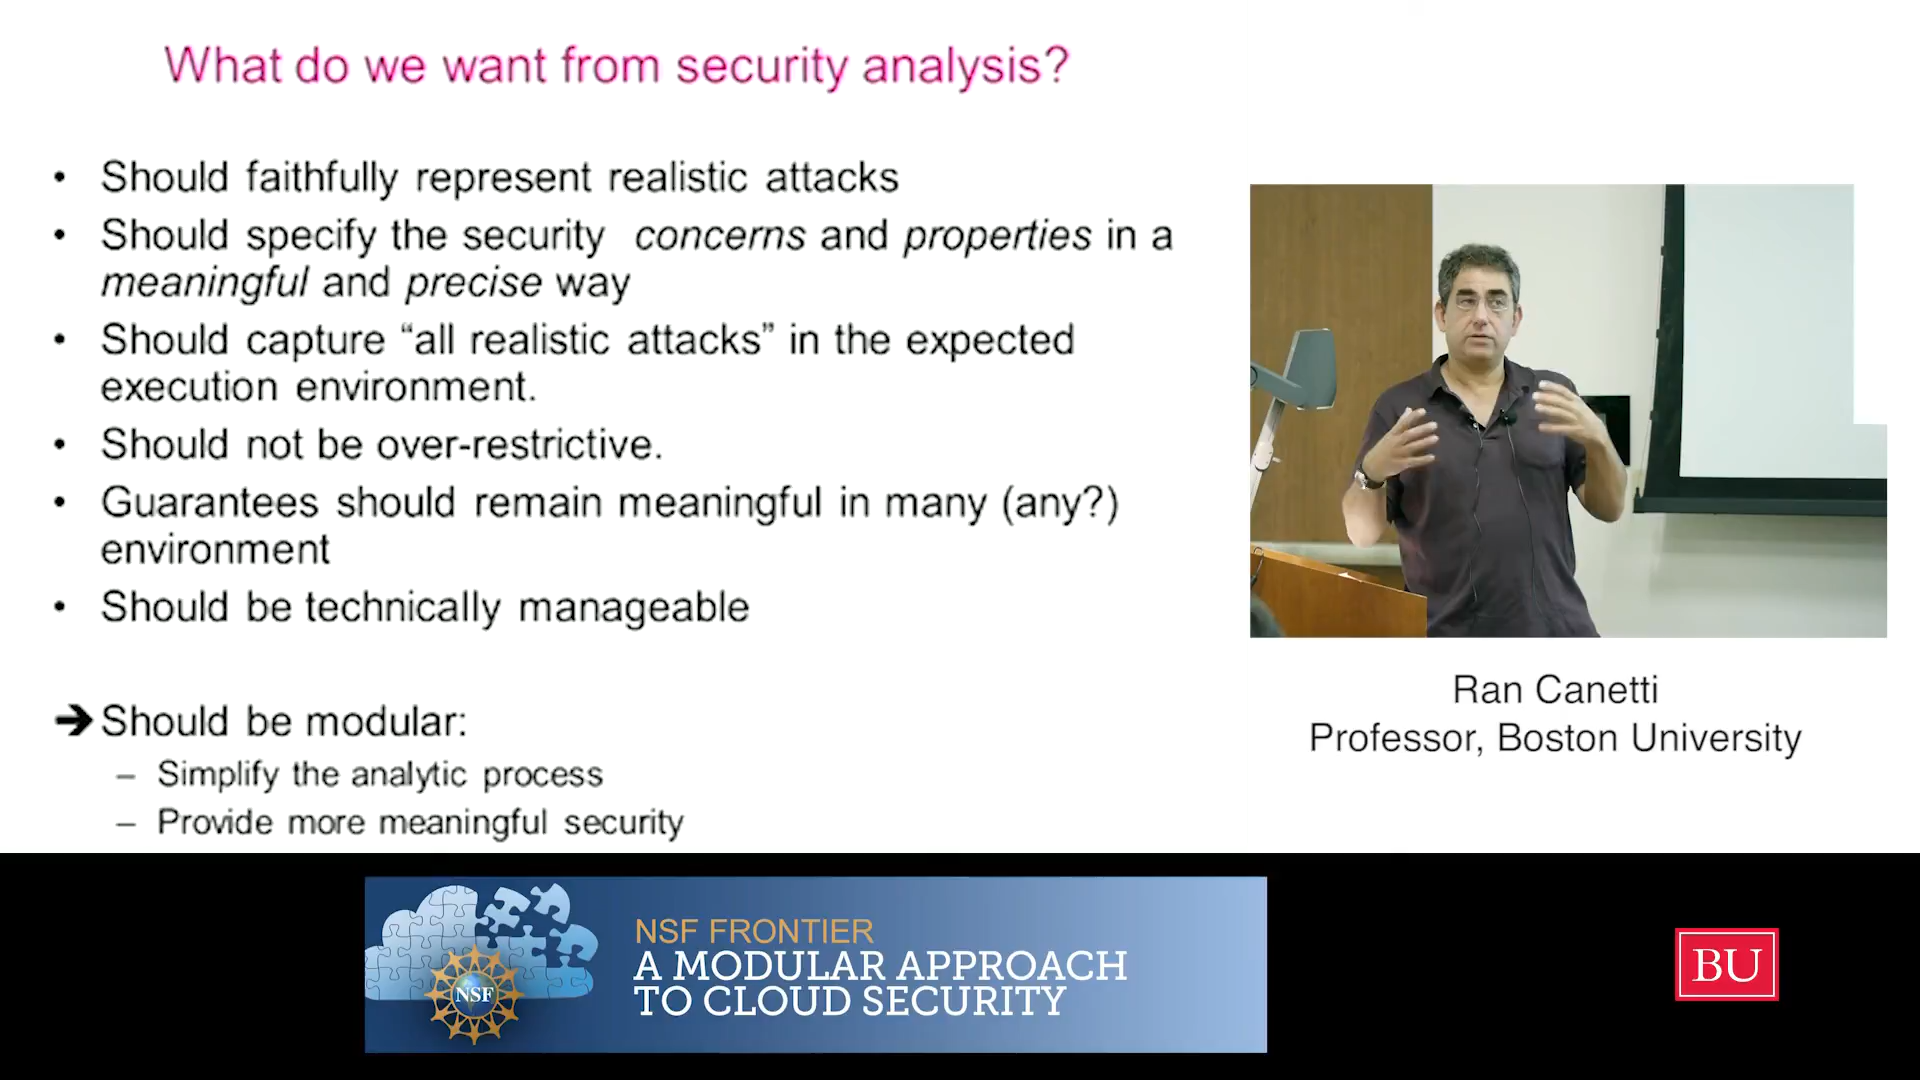 What do we want from security analysis?
• Should faithfully represent realistic attacks
• Should specify the security concerns and properties in a
meaningful and precise way
• Should capture “all realistic attacks” in the expected
execution environment.
• Should not be over-restrictive.
• Guarantees should remain meaningful in many (any?)
environment
• Should be technically manageable
➔ Should be modular:
– Simplify the analytic process
– Provide more meaningful security
Ran Canetti
Professor, Boston University
NSF
NSF FRONTIER
A MODULAR APPROACH
TO CLOUD SECURITY
BU